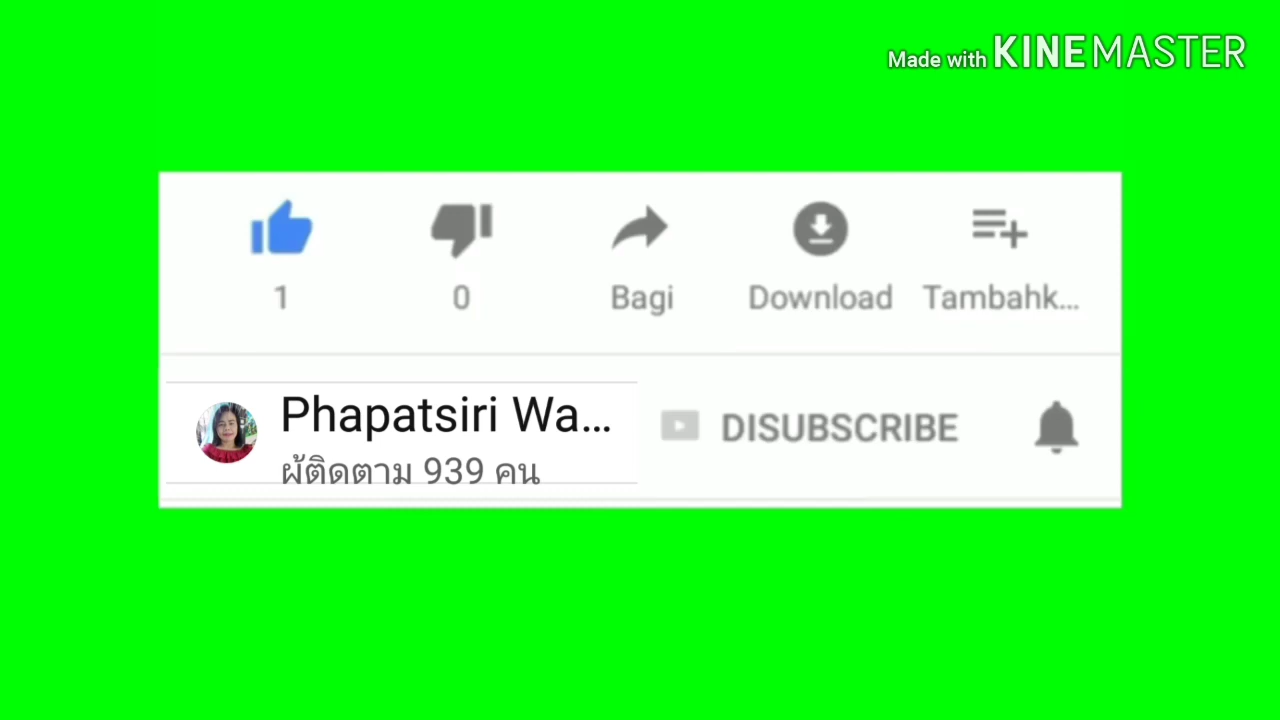 Made with KINEMASTER
1 0 Bagi Download Tambahk...
Phapatsiri Wa...
DISUBSCRIBE
ผู้ติดตาม 939 คน